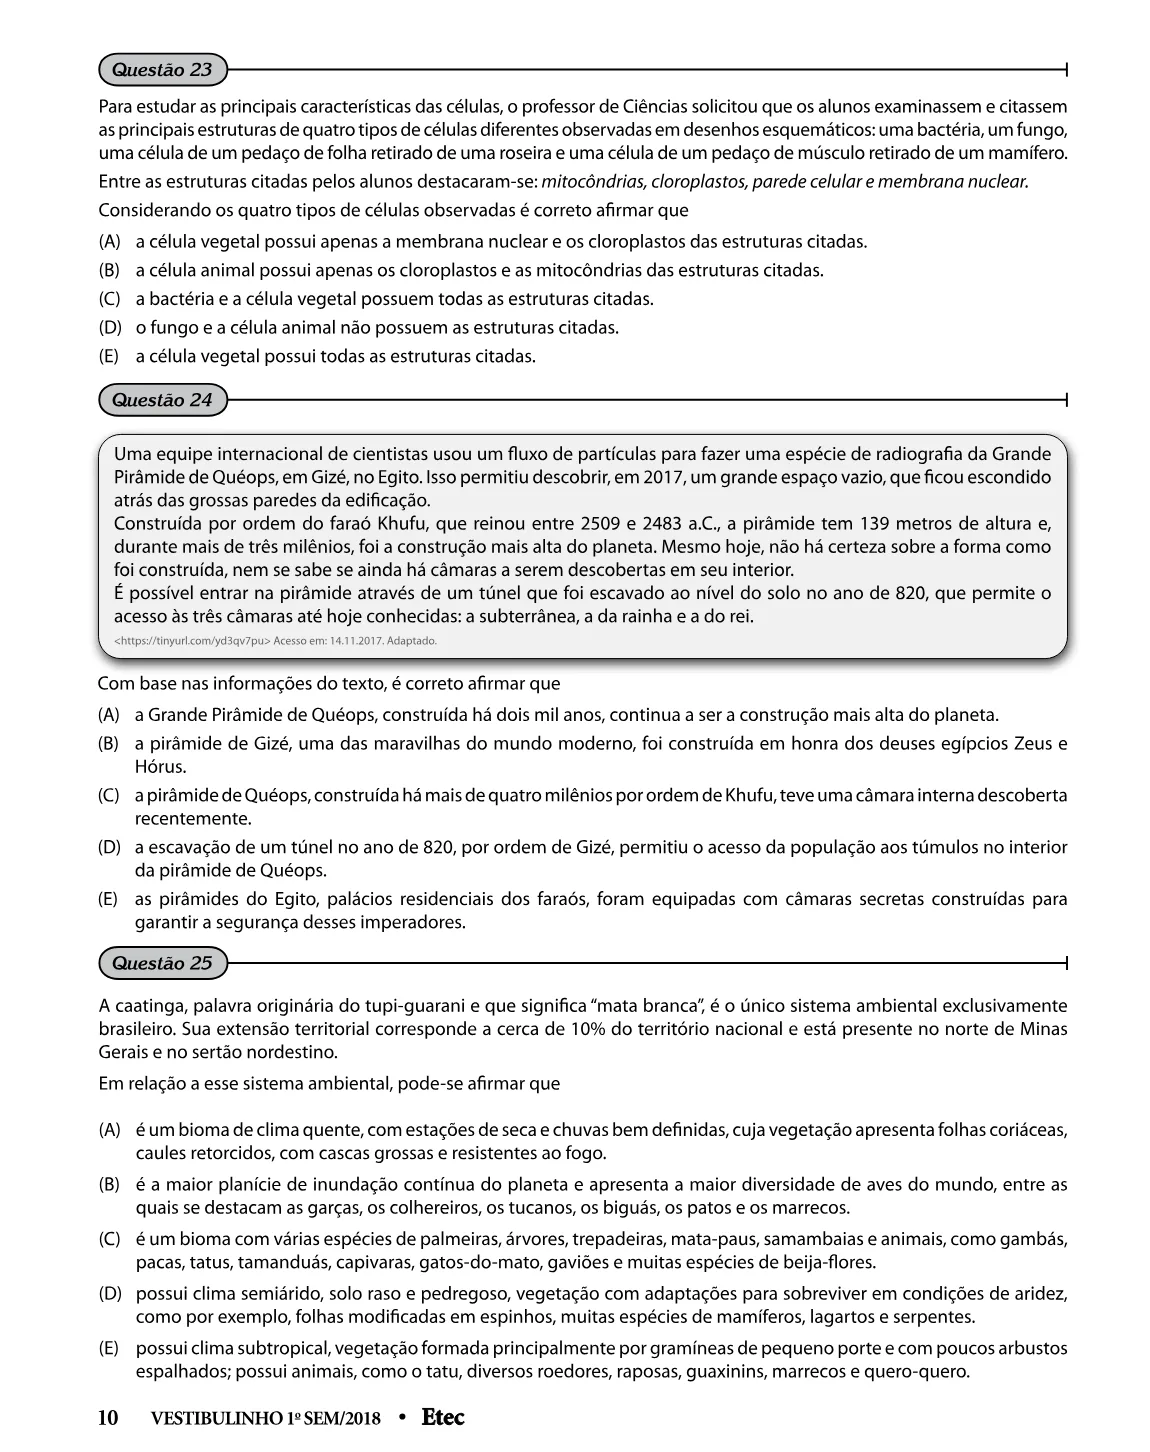 Questão 23
Para estudar as principais características das células, o professor de Ciências solicitou que os alunos examinassem e citassem
as principais estruturas de quatro tipos de células diferentes observadas em desenhos esquemáticos: uma bactéria, um fungo,
uma célula de um pedaço de folha retirado de uma roseira e uma célula de um pedaço de músculo retirado de um mamífero.
Entre as estruturas citadas pelos alunos destacaram-se: mitocôndrias, cloroplastos, parede celular e membrana nuclear.
Considerando os quatro tipos de células observadas é correto afirmar que
(A) a célula vegetal possui apenas a membrana nuclear e os cloroplastos das estruturas citadas.
(B) a célula animal possui apenas os cloroplastos e as mitocôndrias das estruturas citadas.
(C) a bactéria e a célula vegetal possuem todas as estruturas citadas.
(D) o fungo e a célula animal não possuem as estruturas citadas.
(E) a célula vegetal possui todas as estruturas citadas.
Questão 24
Uma equipe internacional de cientistas usou um fluxo de partículas para fazer uma espécie de radiografia da Grande
Pirâmide de Quéops, em Gizé, no Egito. Isso permitiu descobrir, em 2017, um grande espaço vazio, que ficou escondido
atrás das grossas paredes da edificação.
Construída por ordem do faraó Khufu, que reinou entre 2509 e 2483 a.C., a pirâmide tem 139 metros de altura e,
durante mais de três milênios, foi a construção mais alta do planeta. Mesmo hoje, não há certeza sobre a forma como
foi construída, nem se sabe se ainda há câmaras a serem descobertas em seu interior.
É possível entrar na pirâmide através de um túnel que foi escavado ao nível do solo no ano de 820, que permite o
acesso às três câmaras até hoje conhecidas: a subterrânea, a da rainha e a do rei.
<https://tinyurl.com/yd3qv7pu> Acesso em: 14.11.2017. Adaptado.
Com base nas informações do texto, é correto afirmar que
(A) a Grande Pirâmide de Quéops, construída há dois mil anos, continua a ser a construção mais alta do planeta.
(B) a pirâmide de Gizé, uma das maravilhas do mundo moderno, foi construída em honra dos deuses egípcios Zeus e
Hórus.
(C) a pirâmide de Quéops, construída há mais de quatro milênios por ordem de Khufu, teve uma câmara interna descoberta
recentemente.
(D) a escavação de um túnel no ano de 820, por ordem de Gizé, permitiu o acesso da população aos túmulos no interior
da pirâmide de Quéops.
(E) as pirâmides do Egito, palácios residenciais dos faraós, foram equipadas com câmaras secretas construídas para
garantir a segurança desses imperadores.
Questão 25
A caatinga, palavra originária do tupi-guarani e que significa “mata branca”, é o único sistema ambiental exclusivamente
brasileiro. Sua extensão territorial corresponde a cerca de 10% do território nacional e está presente no norte de Minas
Gerais e no sertão nordestino.
Em relação a esse sistema ambiental, pode-se afirmar que
(A) é um bioma de clima quente, com estações de seca e chuvas bem definidas, cuja vegetação apresenta folhas coriáceas,
caules retorcidos, com cascas grossas e resistentes ao fogo.
(B) é a maior planície de inundação contínua do planeta e apresenta a maior diversidade de aves do mundo, entre as
quais se destacam as garças, os colhereiros, os tucanos, os biguás, os patos e os marrecos.
(C) é um bioma com várias espécies de palmeiras, árvores, trepadeiras, mata-paus, samambaias e animais, como gambás,
pacas, tatus, tamanduás, capivaras, gatos-do-mato, gaviões e muitas espécies de beija-flores.
(D) possui clima semiárido, solo raso e pedregoso, vegetação com adaptações para sobreviver em condições de aridez,
como por exemplo, folhas modificadas em espinhos, muitas espécies de mamíferos, lagartos e serpentes.
(E) possui clima subtropical, vegetação formada principalmente por gramíneas de pequeno porte e com poucos arbustos
espalhados; possui animais, como o tatu, diversos roedores, raposas, guaxinins, marrecos e quero-quero.
10 VESTIBULINHO 1º SEM/2018 • Etec